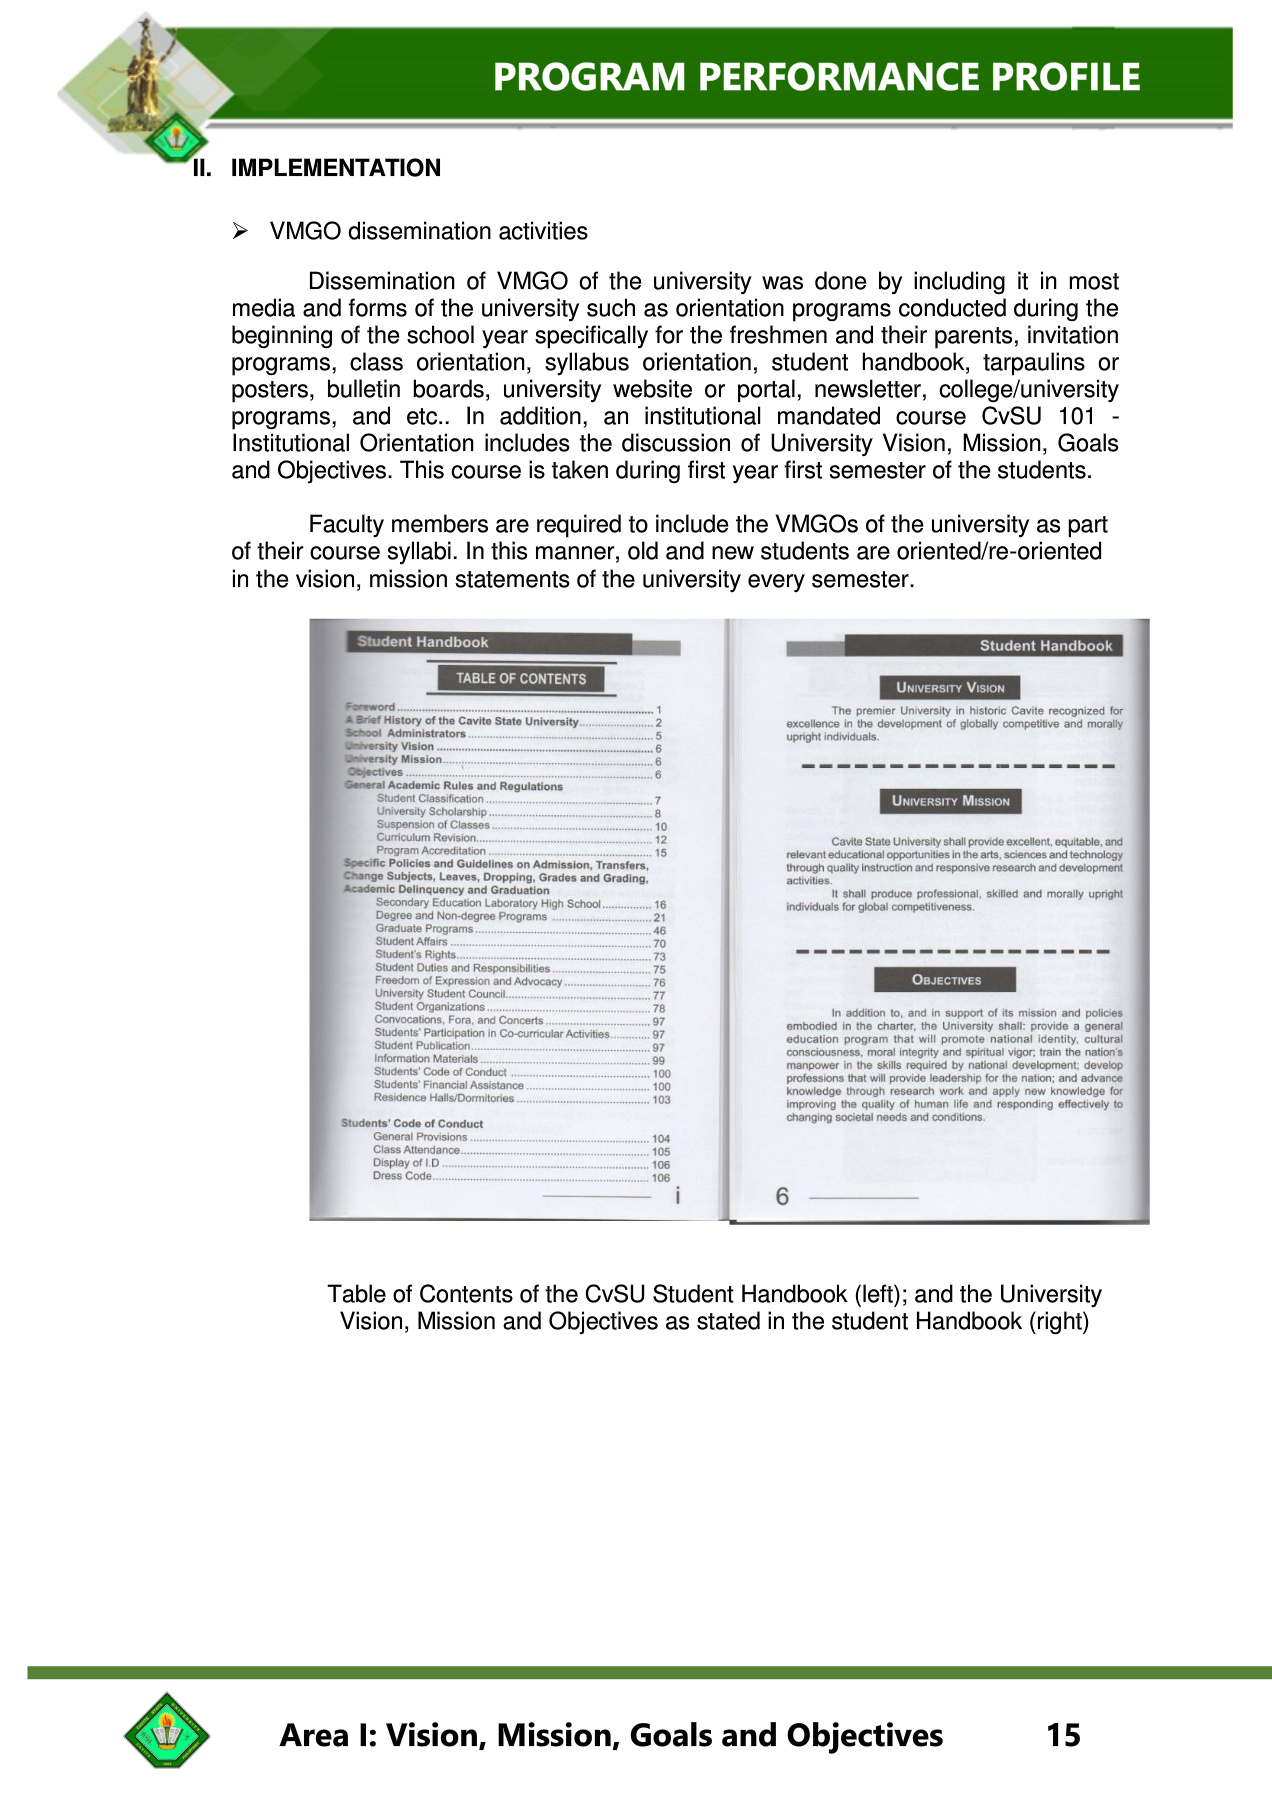 PROGRAM PERFORMANCE PROFILE
II. IMPLEMENTATION
➢ VMGO dissemination activities
Dissemination of VMGO of the university was done by including it in most
media and forms of the university such as orientation programs conducted during the
beginning of the school year specifically for the freshmen and their parents, invitation
programs, class orientation, syllabus orientation, student handbook, tarpaulins or
posters, bulletin boards, university website or portal, newsletter, college/university
programs, and etc.. In addition, an institutional mandated course CvSU 101 -
Institutional Orientation includes the discussion of University Vision, Mission, Goals
and Objectives. This course is taken during first year first semester of the students.
Faculty members are required to include the VMGOs of the university as part
of their course syllabi. In this manner, old and new students are oriented/re-oriented
in the vision, mission statements of the university every semester.
Student Handbook
TABLE OF CONTENTS
Foreword 1
A Brief History of the Cavite State University 2
School Administrators 5
University Vision 6
University Mission 6
Objectives 6
General Academic Rules and Regulations
Student Classification 7
University Scholarship 8
Suspension of Classes 10
Curriculum Revision 12
Program Accreditation 15
Specific Policies and Guidelines on Admission, Transfers,
Change Subjects, Leaves, Dropping, Grades and Grading,
Academic Delinquency and Graduation
Secondary Education Laboratory High School 16
Degree and Non-degree Programs 21
Graduate Programs 46
Student Affairs 70
Student's Rights 73
Student Duties and Responsibilities 75
Freedom of Expression and Advocacy 76
University Student Council 77
Student Organizations 78
Convocations, Fora, and Concerts 97
Students' Participation in Co-curricular Activities 97
Student Publication 97
Information Materials 99
Students' Code of Conduct 100
Students' Financial Assistance 100
Residence Halls/Dormitories 103
Students' Code of Conduct
General Provisions 104
Class Attendance 105
Display of I.D 106
Dress Code 106
i
Student Handbook
UNIVERSITY VISION
The premier University in historic Cavite recognized for
excellence in the development of globally competitive and morally
upright individuals.
UNIVERSITY MISSION
Cavite State University shall provide excellent, equitable, and
relevant educational opportunities in the arts, sciences and technology
through quality instruction and responsive research and development
activities.
It shall produce professional, skilled and morally upright
individuals for global competitiveness.
OBJECTIVES
In addition to, and in support of its mission and policies
embodied in the charter, the University shall: provide a general
education program that will promote national identity, cultural
consciousness, moral integrity and spiritual vigor; train the nation's
manpower in the skills required by national development; develop
professions that will provide leadership for the nation; and advance
knowledge through research work and apply new knowledge for
improving the quality of human life and responding effectively to
changing societal needs and conditions.
6
Table of Contents of the CvSU Student Handbook (left); and the University
Vision, Mission and Objectives as stated in the student Handbook (right)
Area I: Vision, Mission, Goals and Objectives 15